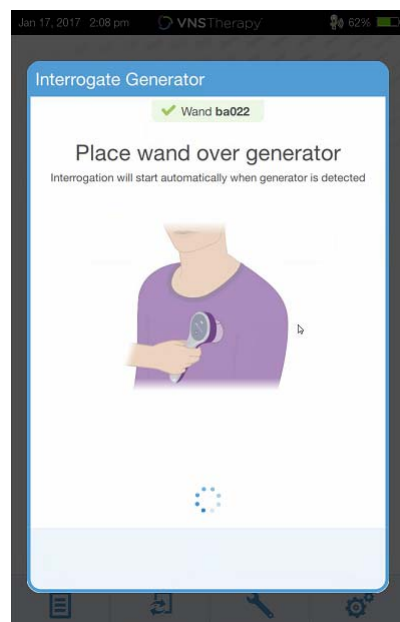 Jan 17, 2017 2:08 pm VNSTherapy 62%
Interrogate Generator
Wand ba022
Place wand over generator
Interrogation will start automatically when generator is detected